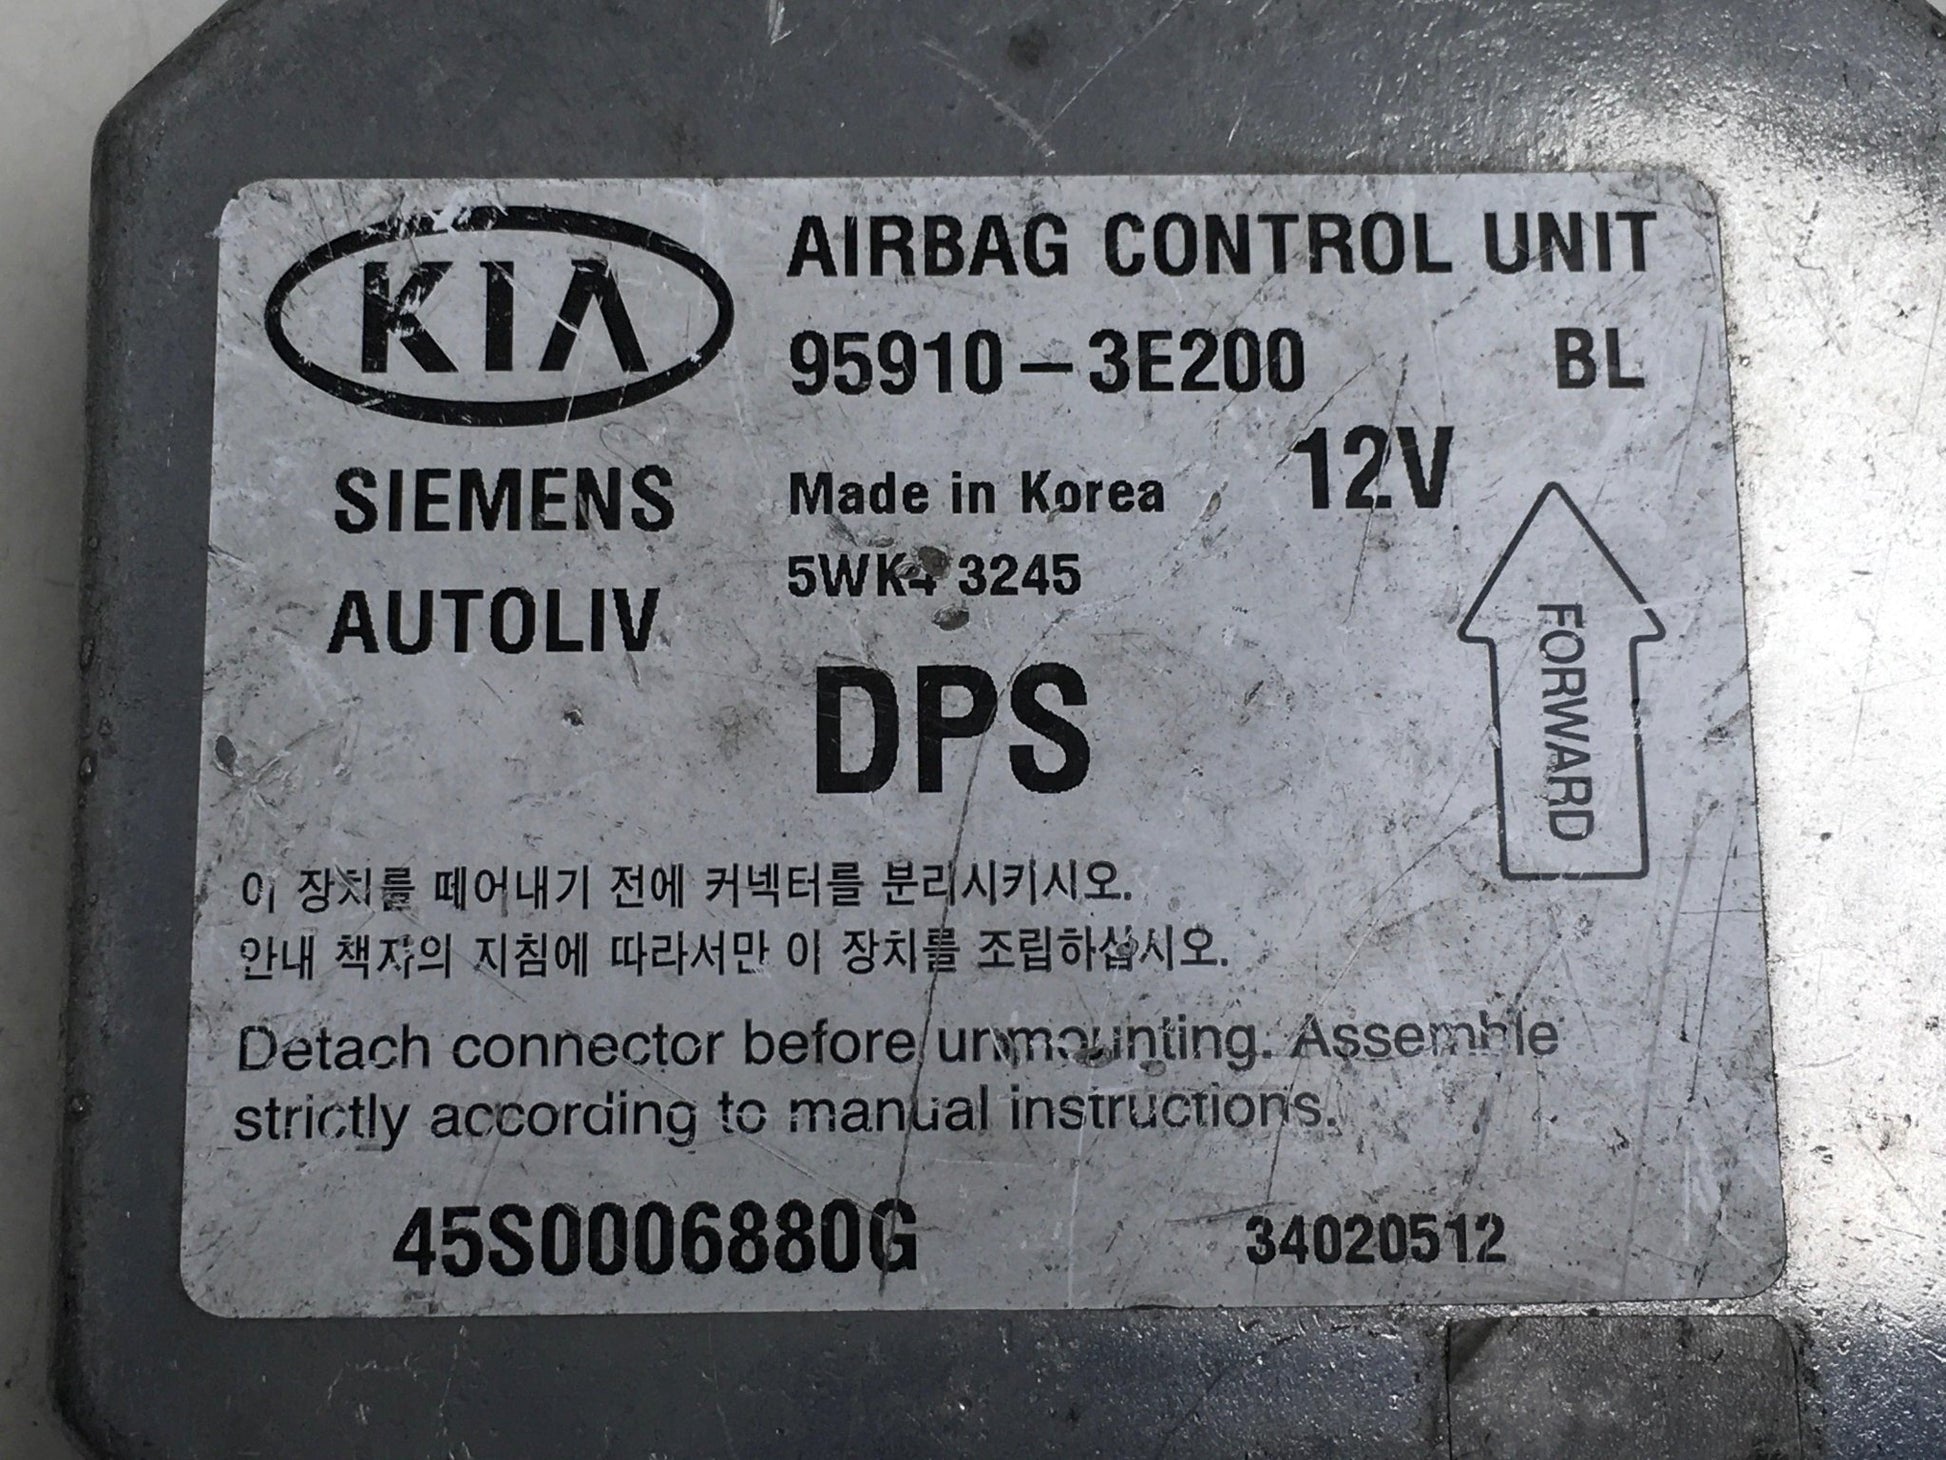 KIA
AIRBAG CONTROL UNIT
95910-3E200 BL
SIEMENS
AUTOLIV
Made in Korea 12V
5WK4 3245
DPS
FORWARD
이 장치를 떼어내기 전에 커넥터를 분리시키시오.
안내 책자의 지침에 따라서만 이 장치를 조립하십시오.
Detach connector before unmounting. Assemble
strictly according to manual instructions.
45S0006880G 34020512